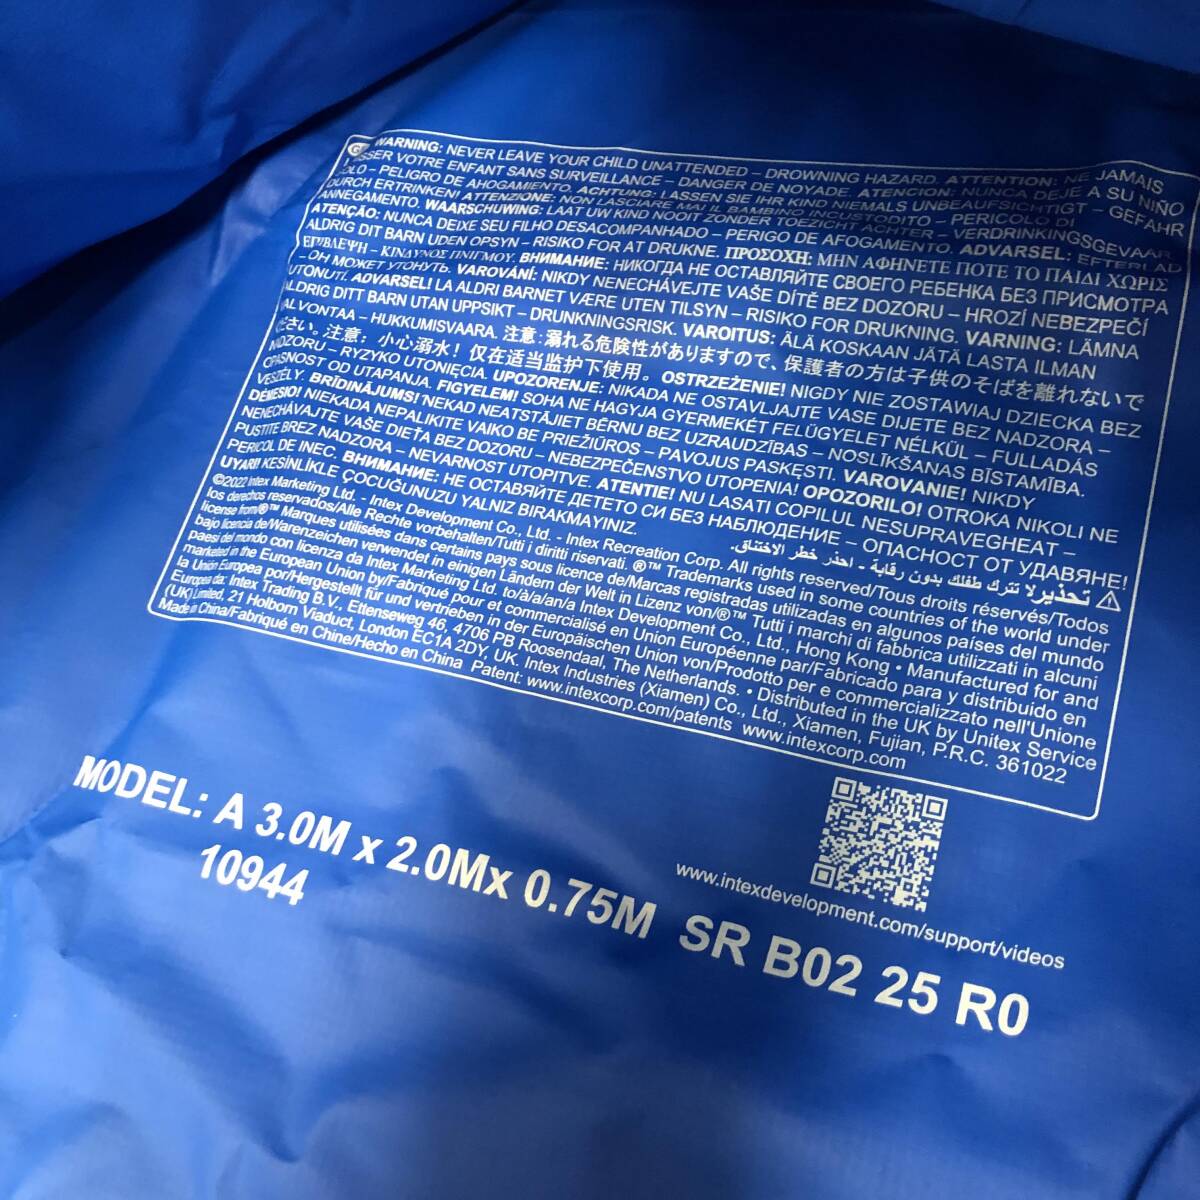 WARNING: NEVER LEAVE YOUR CHILD UNATTENDED – DROWNING HAZARD. ATTENTION: NE JAMAIS
LAISSER VOTRE ENFANT SANS SURVEILLANCE – DANGER DE NOYADE. ATENCION: NUNCA DEJE A SU NIÑO
SOLO – PELIGRO DE AHOGAMIENTO. ACHTUNG: LASSEN SIE IHR KIND NIEMALS UNBEAUFSICHTIGT – GEFAHR
DURCH ERTRINKEN! ATTENZIONE: NON LASCIARE MAI IL BAMBINO INCUSTODITO – PERICOLO DI
ANNEGAMENTO. WAARSCHUWING: LAAT UW KIND NOOIT ZONDER TOEZICHT ACHTER – VERDRINKINGSGEVAAR.
ATENÇÃO: NUNCA DEIXE SEU FILHO DESACOMPANHADO – PERIGO DE AFOGAMENTO. ADVARSEL: EFTERLAD
ALDRIG DIT BARN UDEN OPSYN – RISIKO FOR AT DRUKNE. ΠΡΟΣΟΧΗ: ΜΗΝ ΑΦΗΝΕΤΕ ΠΟΤΕ ΤΟ ΠΑΙΔΙ ΧΩΡΙΣ
ΕΠΙΒΛΕΨΗ – ΚΙΝΔΥΝΟΣ ΠΝΙΓΜΟΥ. ВНИМАНИЕ: НИКОГДА НЕ ОСТАВЛЯЙТЕ СВОЕГО РЕБЕНКА БЕЗ ПРИСМОТРА
– ОН МОЖЕТ УТОНУТЬ. VAROVÁNÍ: NIKDY NENECHÁVEJTE VAŠE DÍTĚ BEZ DOZORU – HROZÍ NEBEZPEČÍ
UTONUTÍ. ADVARSEL! LA ALDRI BARNET VÆRE UTEN TILSYN – RISIKO FOR DRUKNING. VARNING: LÄMNA
ALDRIG DITT BARN UTAN UPPSIKT – DRUNKNINGSRISK. VAROITUS: ÄLÄ KOSKAAN JÄTÄ LASTA ILMAN
VALVONTAA – HUKKUMISVAARA. 注意: 溺れる危険性がありますので、保護者の方は子供のそばを離れないで
ださい。注意: 小心溺水! 仅在适当监护下使用。OSTRZEŻENIE! NIGDY NIE ZOSTAWIAJ DZIECKA BEZ
NADZORU – RYZYKO UTONIĘCIA. UPOZORENJE: NIKADA NE OSTAVLJAJTE VASE DIJETE BEZ NADZORA –
OPASNOST OD UTAPANJA. FIGYELEM! SOHA NE HAGYJA GYERMEKÉT FELÜGYELET NÉLKÜL – FULLADÁS
VESZÉLY. BRĪDINĀJUMS! NEKAD NEATSTĀJIET BĒRNU BEZ UZRAUDZĪBAS – NOSLĪKŠANAS BĪSTAMĪBA.
DĖMESIO! NIEKADA NEPALIKITE VAIKO BE PRIEŽIŪROS – PAVOJUS PASKĘSTI. VAROVANIE! NIKDY
NENECHÁVAJTE VAŠE DIEŤA BEZ DOZORU – NEBEZPEČENSTVO UTOPENIA! OPOZORILO! OTROKA NIKOLI NE
PUSTITE BREZ NADZORA – NEVARNOST UTOPITVE. ATENTIE! NU LASATI COPILUL NESUPRAVEGHEAT –
PERICOL DE INEC. ВНИМАНИЕ: НЕ ОСТАВЯЙТЕ ДЕТЕТО СИ БЕЗ НАБЛЮДЕНИЕ – ОПАСНОСТ ОТ УДАВЯНЕ!
UYARI! KESİNLİKLE ÇOCUĞUNUZU YALNIZ BIRAKMAYINIZ. ⚠ تحذير! لا تترك طفلك بدون رقابة - احذر خطر الاختناق.
©2022 Intex Marketing Ltd. - Intex Development Co., Ltd. - Intex Recreation Corp. All rights reserved/Tous droits réservés/Todos
los derechos reservados/Alle Rechte vorbehalten/Tutti i diritti riservati. ®™ Trademarks used in some countries of the world under
license from/®™ Marques utilisées dans certains pays sous licence de/Marcas registradas utilizadas en algunos países del mundo
bajo licencia de/Warenzeichen verwendet in einigen Ländern der Welt in Lizenz von/®™ Tutti i marchi di fabbrica utilizzati in alcuni
paesi del mondo con licenza da Intex Marketing Ltd. to/à/a/an/a Intex Development Co., Ltd., Hong Kong • Manufactured for and
marketed in the European Union by/Fabriqué pour et commercialisé en Union Européenne par/Fabricado para y distribuido en
la Unión Europea por/Hergestellt für und vertrieben in der Europäischen Union von/Prodotto per e commercializzato nell'Unione
Europea da: Intex Trading B.V., Ettenseweg 46, 4706 PB Roosendaal, The Netherlands. • Distributed in the UK by Unitex Service
(UK) Limited, 21 Holborn Viaduct, London EC1A 2DY, UK. Intex Industries (Xiamen) Co., Ltd., Xiamen, Fujian, P.R.C. 361022
Made in China/Fabriqué en Chine/Hecho en China Patent: www.intexcorp.com/patents www.intexcorp.com
MODEL: A 3.0M x 2.0Mx 0.75M SR B02 25 R0
10944
www.intexdevelopment.com/support/videos